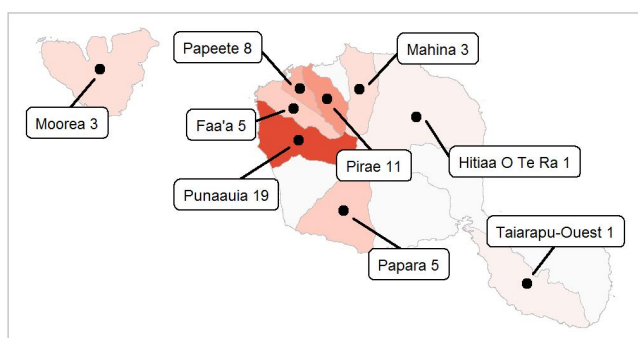 Papeete 8
Mahina 3
Moorea 3
Faa'a 5
Pirae 11
Hitiaa O Te Ra 1
Punaauia 19
Taiarapu-Ouest 1
Papara 5